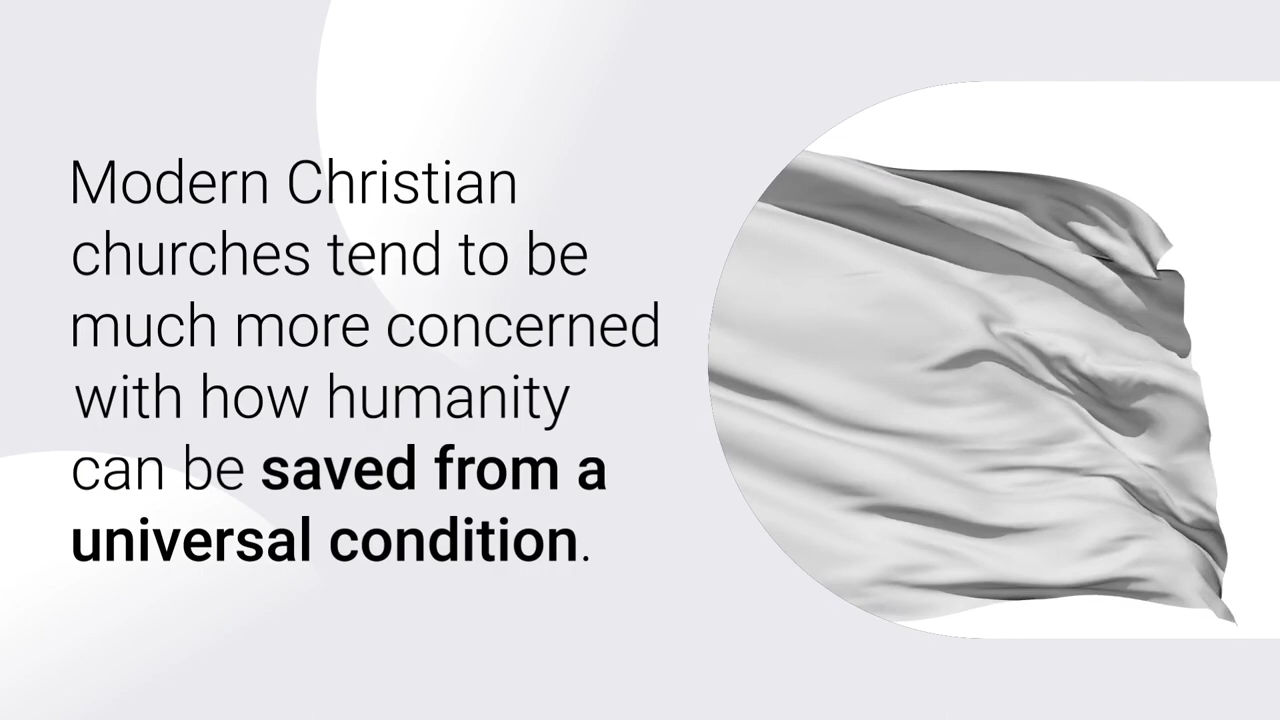 Modern Christian
churches tend to be
much more concerned
with how humanity
can be saved from a
universal condition.